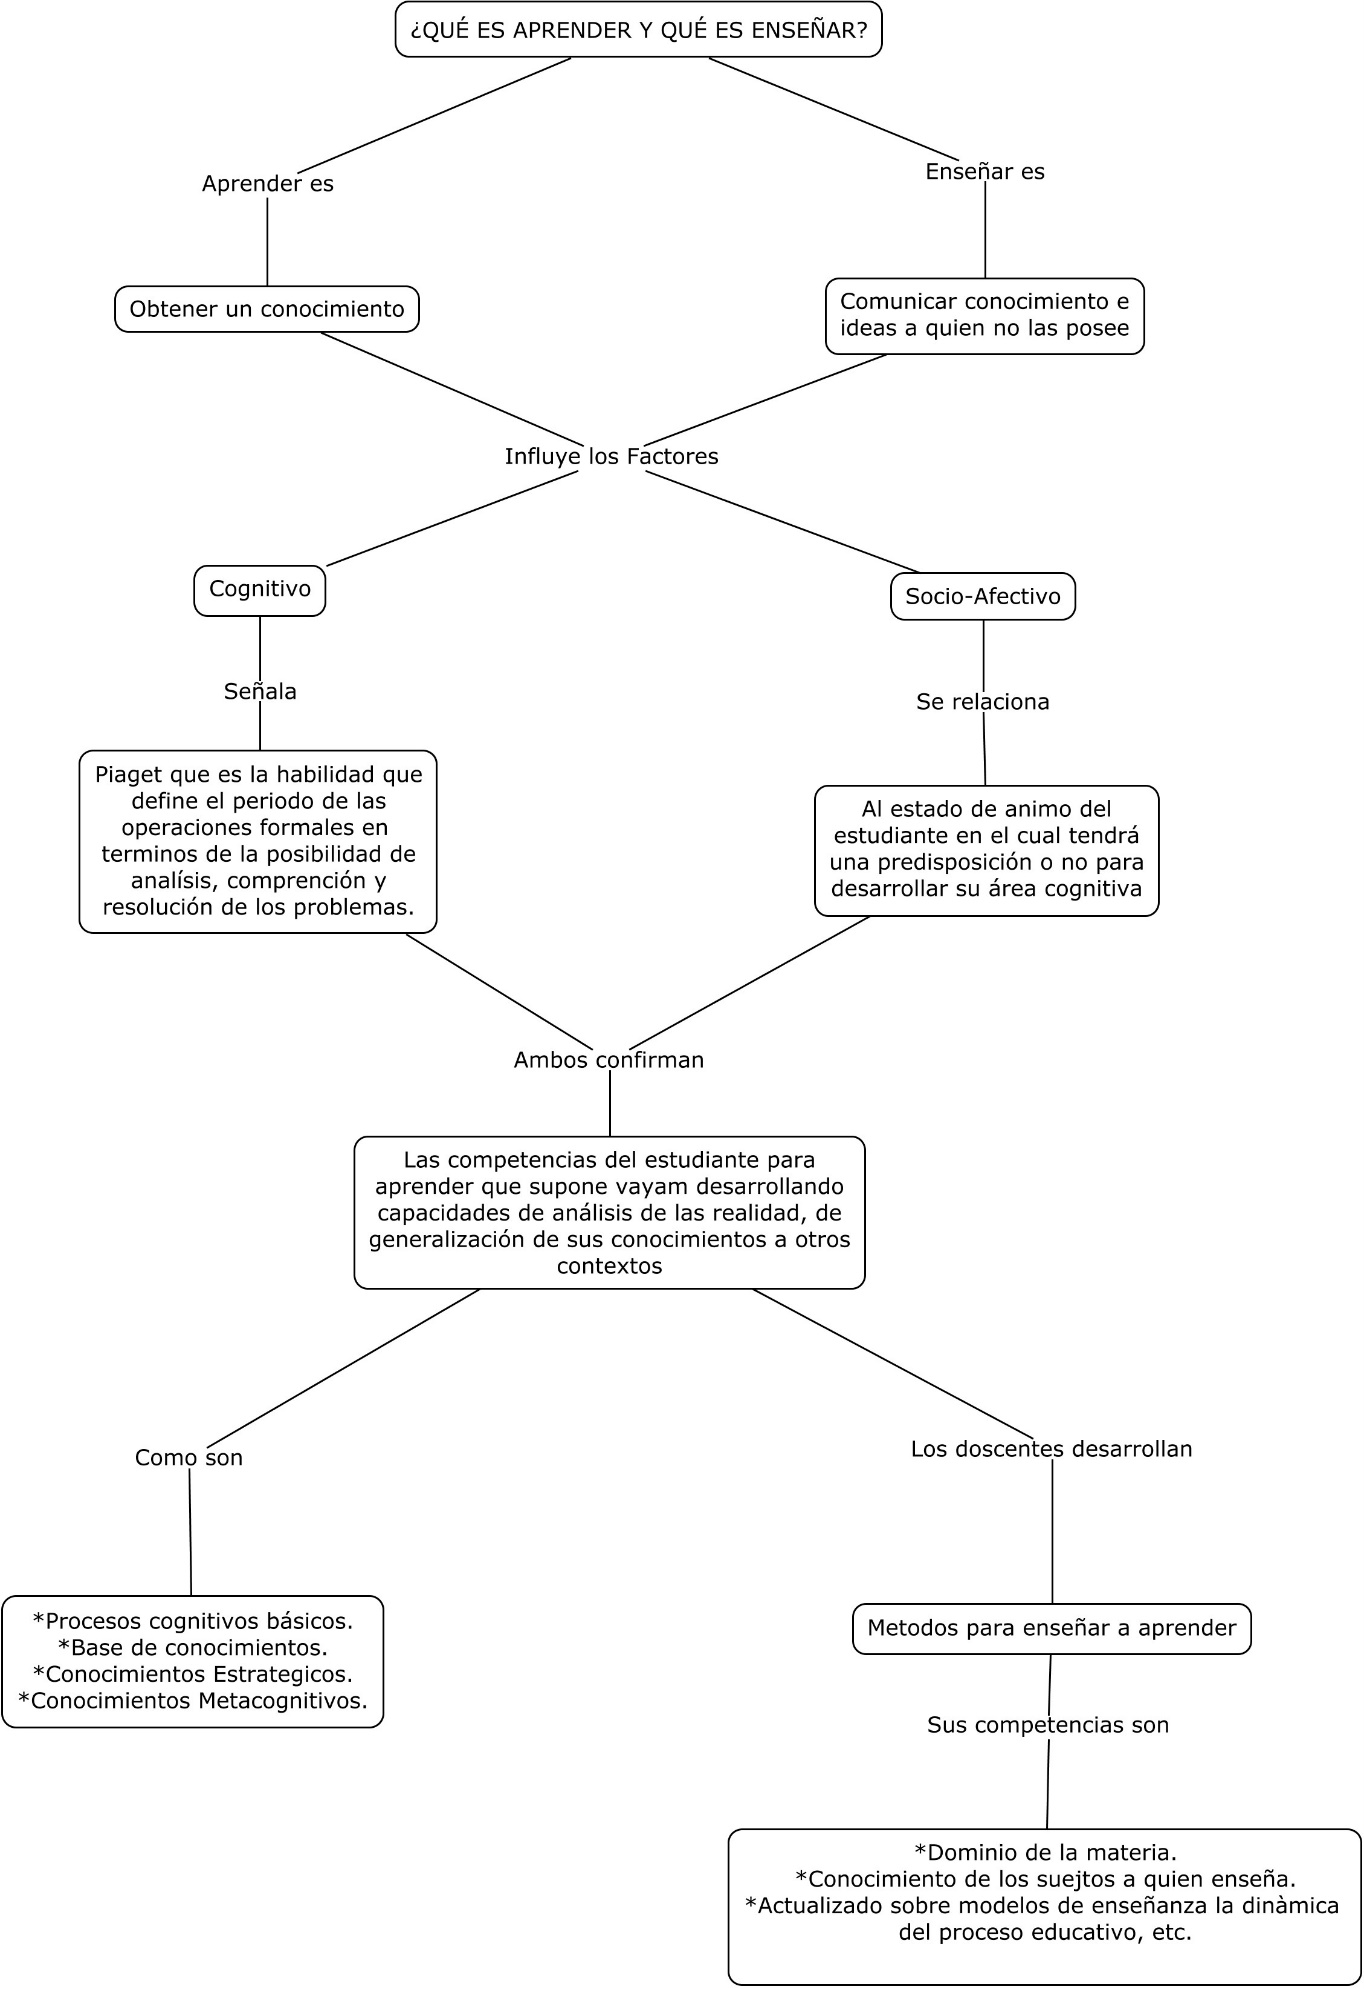 ¿QUÉ ES APRENDER Y QUÉ ES ENSEÑAR?
Aprender es
Enseñar es
Obtener un conocimiento
Comunicar conocimiento e
ideas a quien no las posee
Influye los Factores
Cognitivo
Socio-Afectivo
Señala
Se relaciona
Piaget que es la habilidad que
define el periodo de las
operaciones formales en
terminos de la posibilidad de
analísis, comprención y
resolución de los problemas.
Al estado de animo del
estudiante en el cual tendrá
una predisposición o no para
desarrollar su área cognitiva
Ambos confirman
Las competencias del estudiante para
aprender que supone vayam desarrollando
capacidades de análisis de las realidad, de
generalización de sus conocimientos a otros
contextos
Como son
Los doscentes desarrollan
*Procesos cognitivos básicos.
*Base de conocimientos.
*Conocimientos Estrategicos.
*Conocimientos Metacognitivos.
Metodos para enseñar a aprender
Sus competencias son
*Dominio de la materia.
*Conocimiento de los suejtos a quien enseña.
*Actualizado sobre modelos de enseñanza la dinàmica
del proceso educativo, etc.